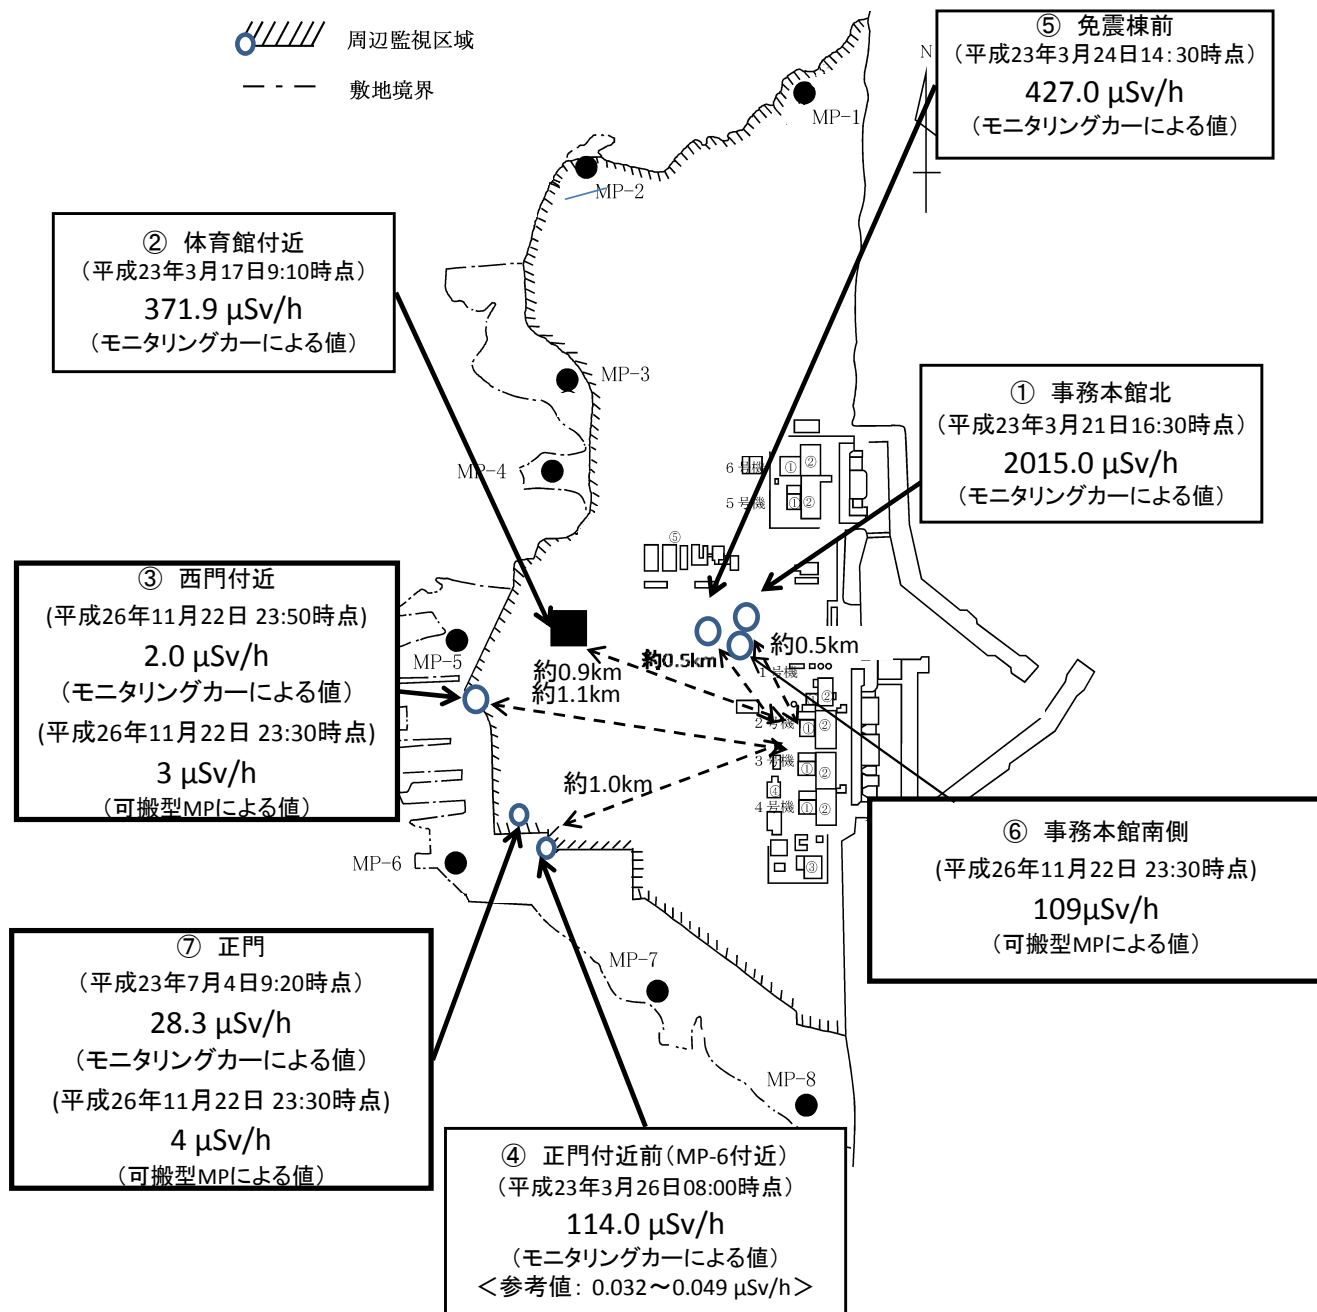 周辺監視区域
敷地境界
⑤ 免震棟前
（平成23年3月24日14：30時点）
427.0 μSv/h
（モニタリングカーによる値）
N
MP-1
MP-2
② 体育館付近
（平成23年3月17日9:10時点）
371.9 μSv/h
（モニタリングカーによる値）
MP-3
① 事務本館北
（平成23年3月21日16:30時点）
2015.0 μSv/h
（モニタリングカーによる値）
MP-4
6号機
①
②
5号機
①
②
⑤
③ 西門付近
(平成26年11月22日 23:50時点)
2.0 μSv/h
（モニタリングカーによる値）
(平成26年11月22日 23:30時点)
3 μSv/h
（可搬型MPによる値）
MP-5
約0.9km
約1.1km
約0.5km
約0.5km
1号機
②
2号機
①
②
3号機
①
②
約1.0km
④
4号機
①
②
③
⑥ 事務本館南側
(平成26年11月22日 23:30時点)
109μSv/h
（可搬型MPによる値）
MP-6
⑦ 正門
（平成23年7月4日9:20時点）
28.3 μSv/h
（モニタリングカーによる値）
(平成26年11月22日 23:30時点)
4 μSv/h
（可搬型MPによる値）
MP-7
MP-8
④ 正門付近前（MP-6付近）
（平成23年3月26日08:00時点）
114.0 μSv/h
（モニタリングカーによる値）
＜参考値： 0.032～0.049 μSv/h＞